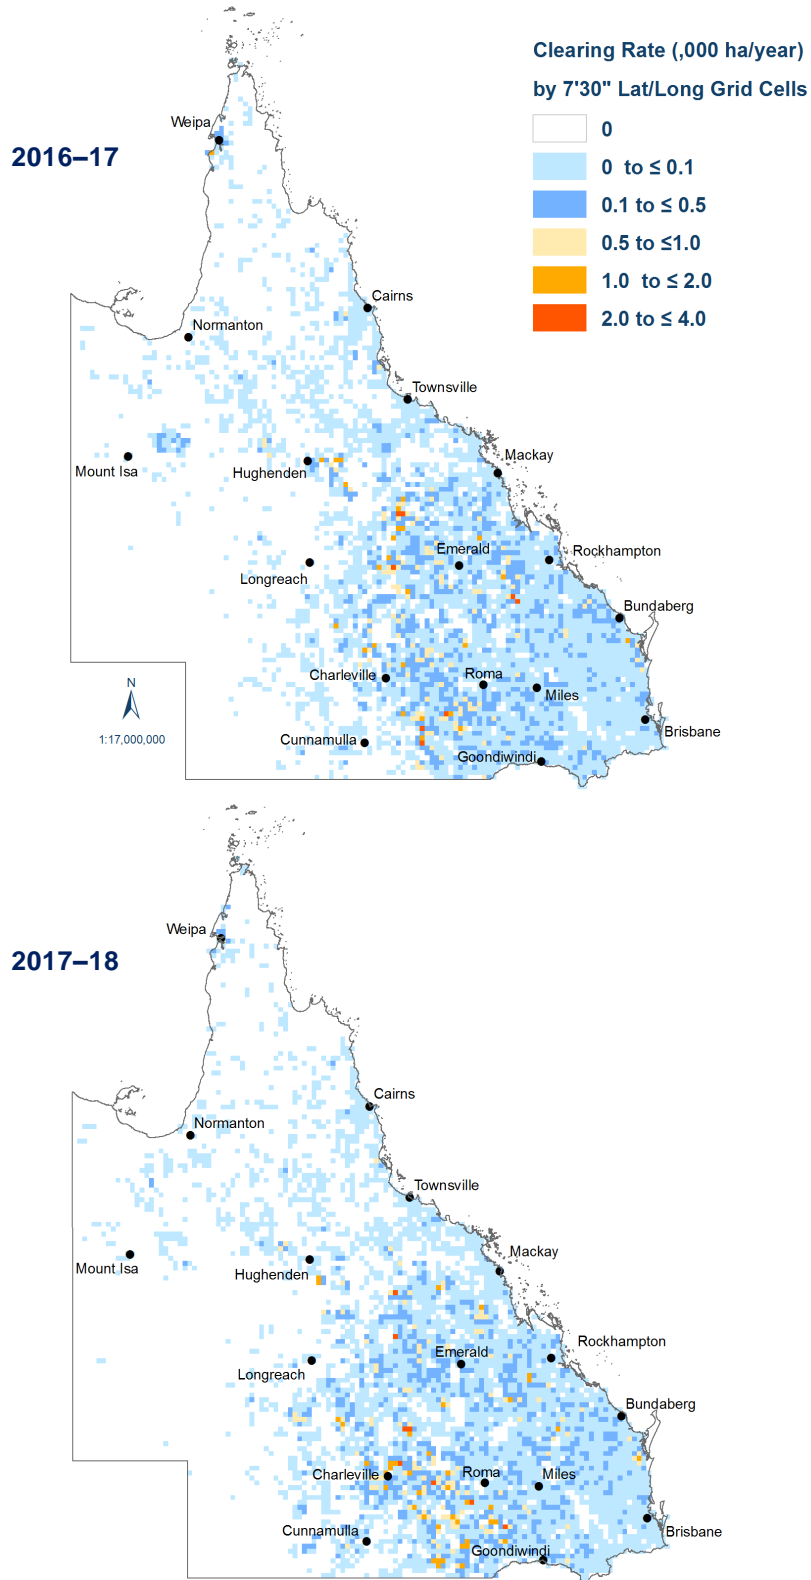 Clearing Rate (,000 ha/year)
by 7'30" Lat/Long Grid Cells
0
0 to ≤ 0.1
0.1 to ≤ 0.5
0.5 to ≤1.0
1.0 to ≤ 2.0
2.0 to ≤ 4.0
2016–17
Weipa
Cairns
Normanton
Townsville
Mackay
Mount Isa
Hughenden
Emerald
Rockhampton
Longreach
Bundaberg
Charleville
Roma
Miles
N
1:17,000,000
Cunnamulla
Brisbane
Goondiwindi
2017–18
Weipa
Cairns
Normanton
Townsville
Mackay
Mount Isa
Hughenden
Rockhampton
Emerald
Longreach
Bundaberg
Charleville
Roma
Miles
Cunnamulla
Brisbane
Goondiwindi